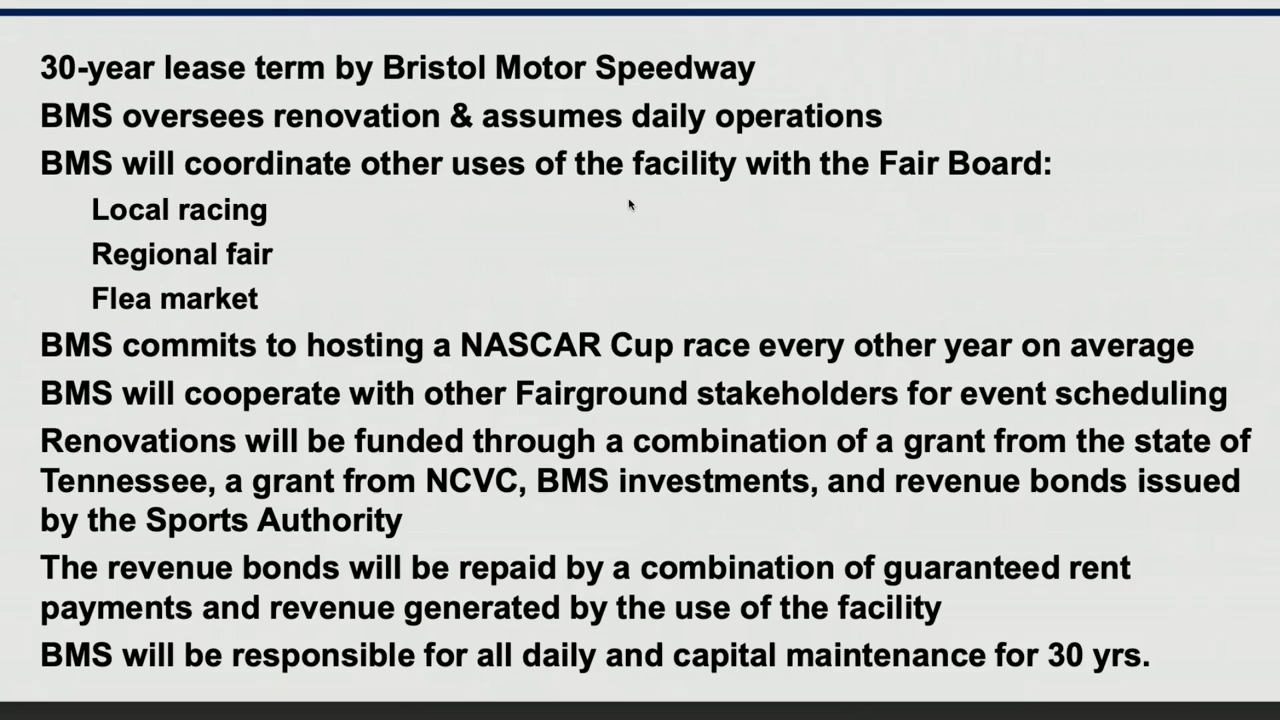 30-year lease term by Bristol Motor Speedway
BMS oversees renovation & assumes daily operations
BMS will coordinate other uses of the facility with the Fair Board:
Local racing
Regional fair
Flea market
BMS commits to hosting a NASCAR Cup race every other year on average
BMS will cooperate with other Fairground stakeholders for event scheduling
Renovations will be funded through a combination of a grant from the state of
Tennessee, a grant from NCVC, BMS investments, and revenue bonds issued
by the Sports Authority
The revenue bonds will be repaid by a combination of guaranteed rent
payments and revenue generated by the use of the facility
BMS will be responsible for all daily and capital maintenance for 30 yrs.